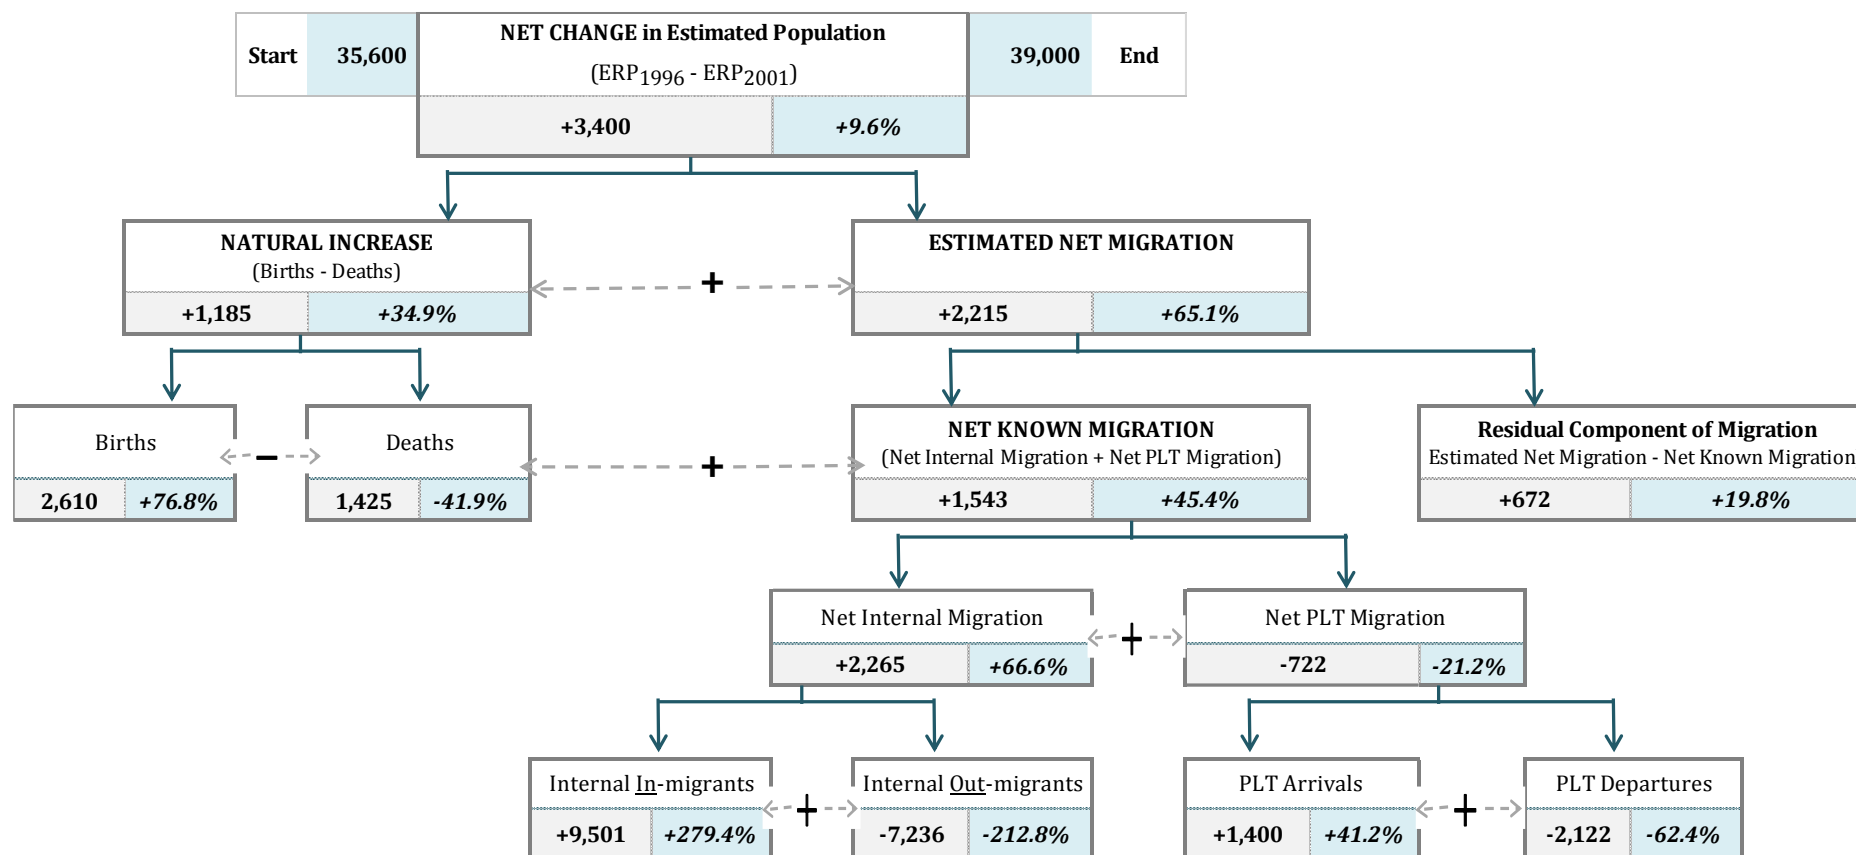 NET CHANGE in Estimated Population
Start 35,600 (ERP1996 - ERP2001) 39,000 End
+3,400 +9.6%
NATURAL INCREASE
(Births - Deaths)
+1,185 +34.9%
+
ESTIMATED NET MIGRATION
+2,215 +65.1%
Births
2,610 +76.8%
−
Deaths
1,425 -41.9%
+
NET KNOWN MIGRATION
(Net Internal Migration + Net PLT Migration)
+1,543 +45.4%
Residual Component of Migration
Estimated Net Migration - Net Known Migration
+672 +19.8%
Net Internal Migration
+2,265 +66.6%
+
Net PLT Migration
-722 -21.2%
Internal In-migrants
+9,501 +279.4%
+
Internal Out-migrants
-7,236 -212.8%
PLT Arrivals
+1,400 +41.2%
+
PLT Departures
-2,122 -62.4%